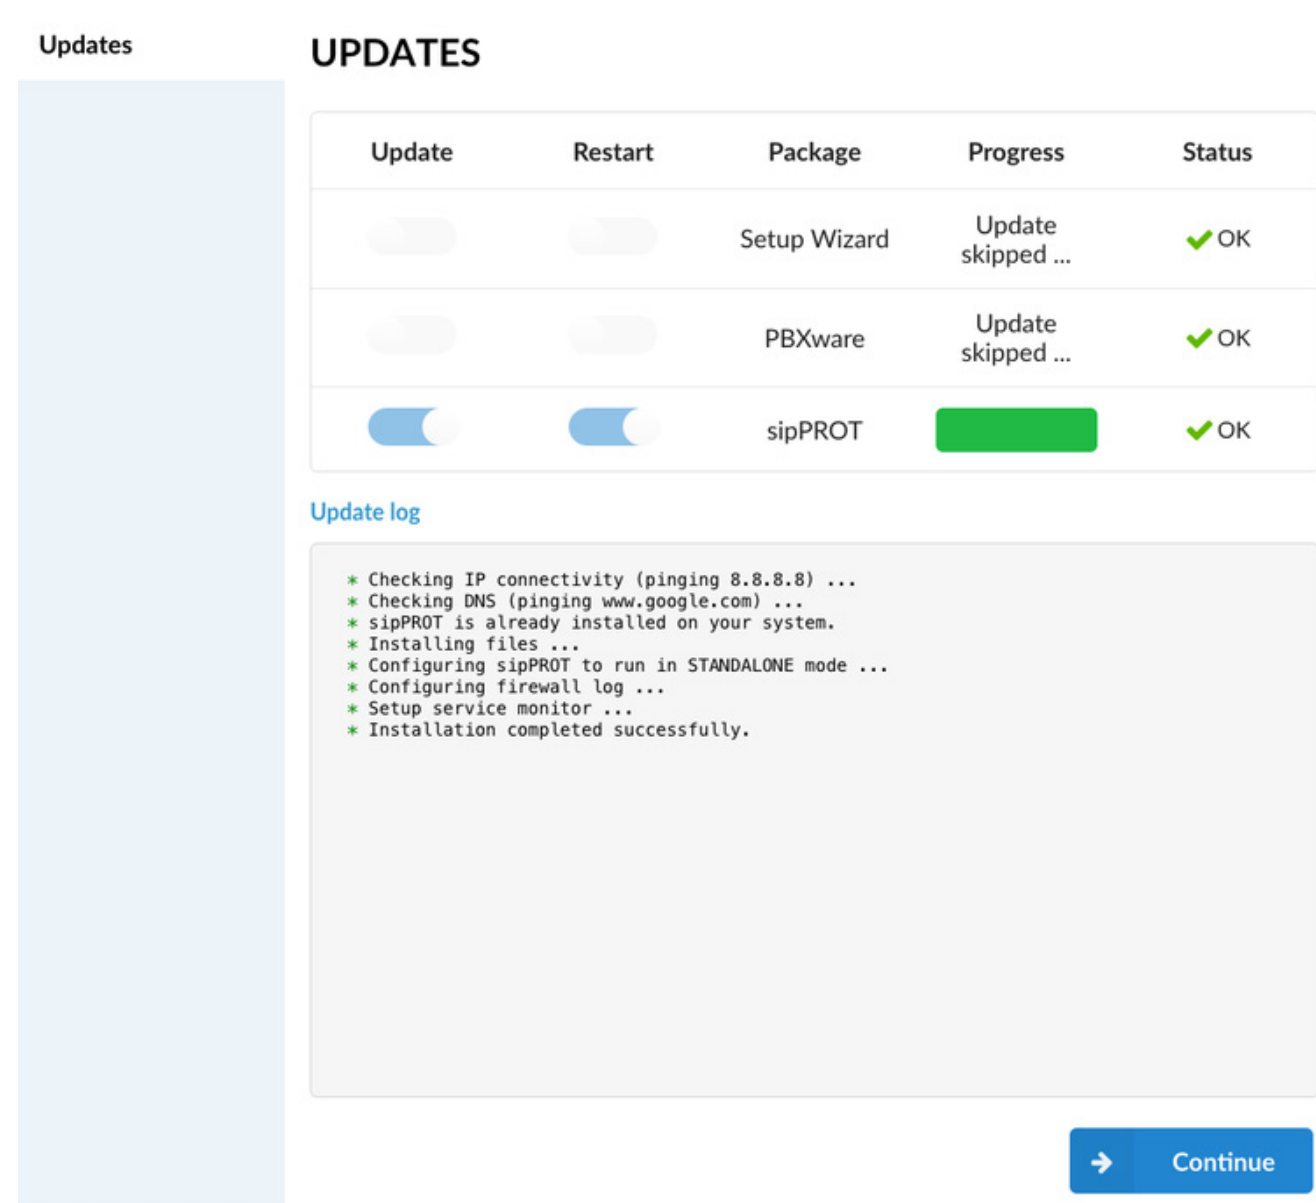 Updates
UPDATES
Update Restart Package Progress Status
Setup Wizard Update skipped ... OK
PBXware Update skipped ... OK
sipPROT OK
Update log
* Checking IP connectivity (pinging 8.8.8.8) ...
* Checking DNS (pinging www.google.com) ...
* sipPROT is already installed on your system.
* Installing files ...
* Configuring sipPROT to run in STANDALONE mode ...
* Configuring firewall log ...
* Setup service monitor ...
* Installation completed successfully.
Continue